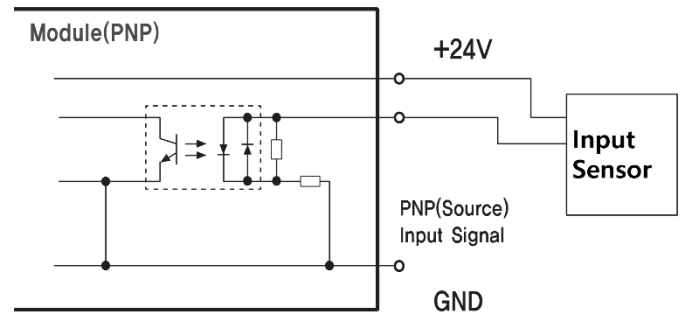 Module(PNP)
+24V
Input
Sensor
PNP(Source)
Input Signal
GND